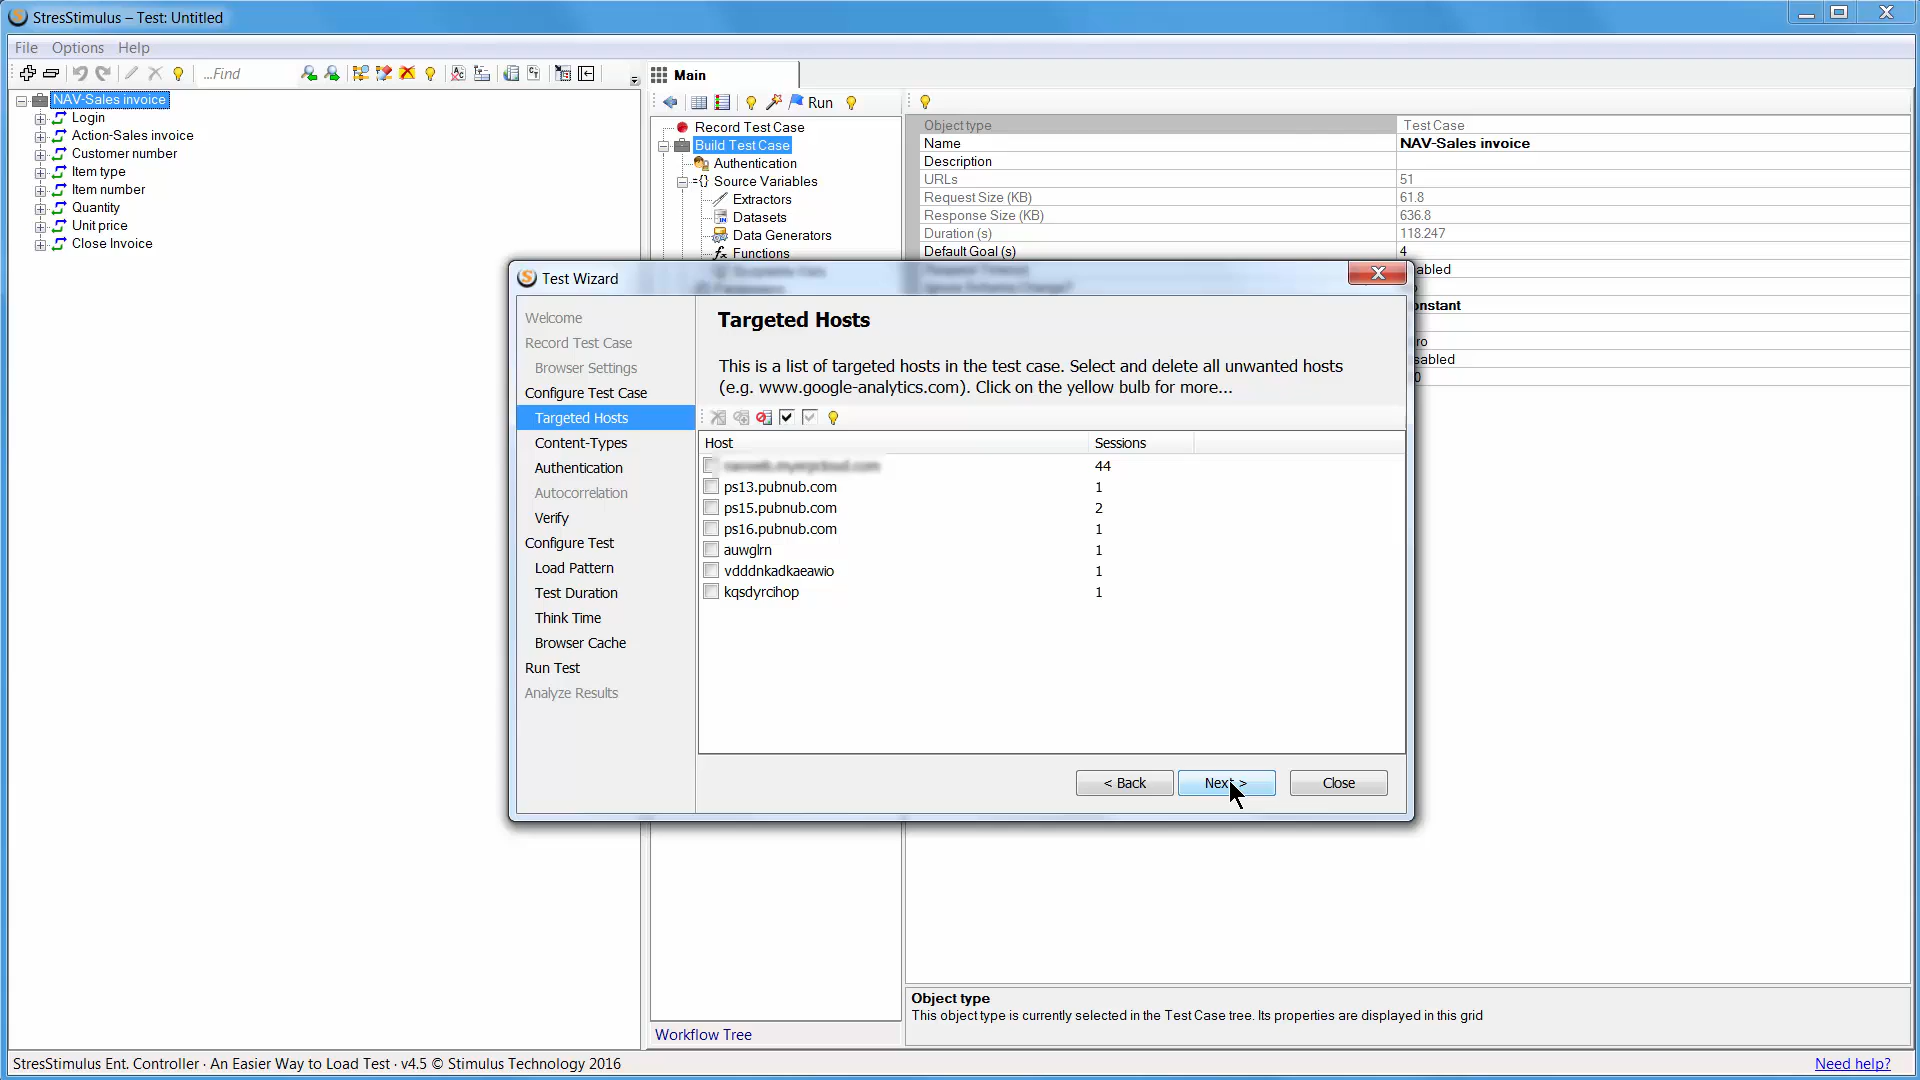 StresStimulus – Test: Untitled
File Options Help
...Find
NAV-Sales invoice
Login
Action-Sales invoice
Customer number
Item type
Item number
Quantity
Unit price
Close Invoice
Main
Run
Record Test Case
Build Test Case
Authentication
Source Variables
Extractors
Datasets
Data Generators
Functions
Workflow Tree
Object type Test Case
Name NAV-Sales invoice
Description
URLs 51
Request Size (KB) 61.8
Response Size (KB) 636.8
Duration (s) 118.247
Default Goal (s) 4
abled
onstant
ro
sabled
0
Test Wizard
Welcome
Record Test Case
Browser Settings
Configure Test Case
Targeted Hosts
Content-Types
Authentication
Autocorrelation
Verify
Configure Test
Load Pattern
Test Duration
Think Time
Browser Cache
Run Test
Analyze Results
Targeted Hosts
This is a list of targeted hosts in the test case. Select and delete all unwanted hosts
(e.g. www.google-analytics.com). Click on the yellow bulb for more...
Host Sessions
44
ps13.pubnub.com 1
ps15.pubnub.com 2
ps16.pubnub.com 1
auwglrn 1
vdddnkadkaeawio 1
kqsdyrcihop 1
< Back Next > Close
Object type
This object type is currently selected in the Test Case tree. Its properties are displayed in this grid
StresStimulus Ent. Controller · An Easier Way to Load Test · v4.5 © Stimulus Technology 2016
Need help?